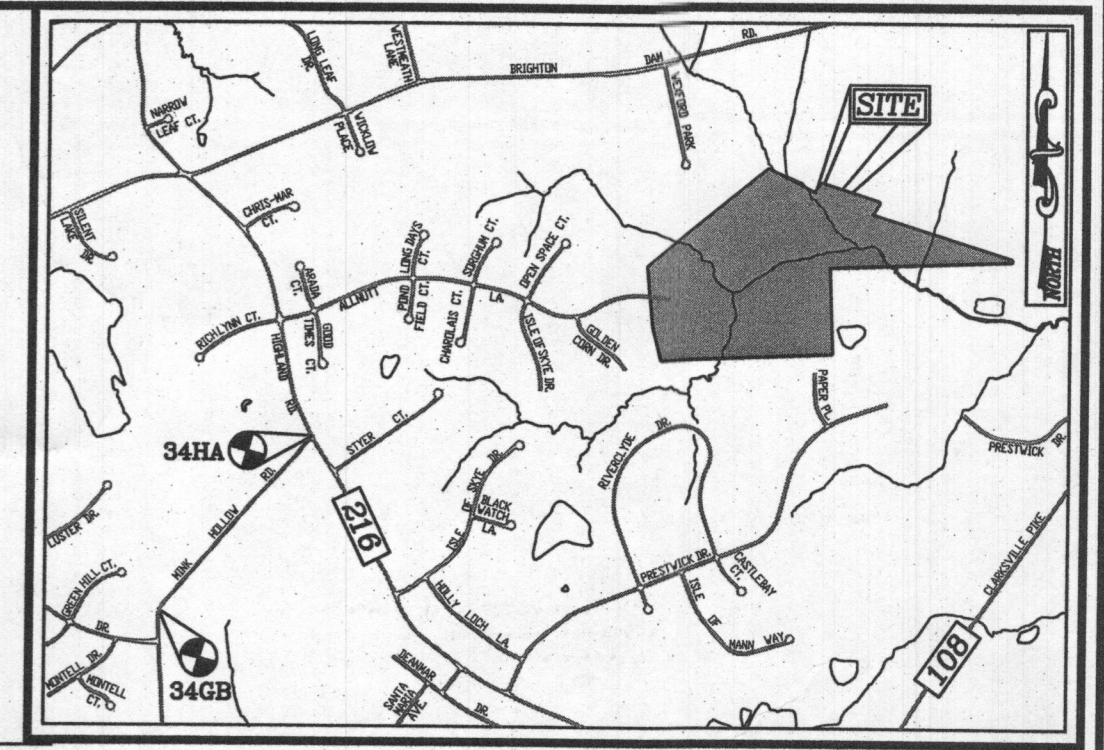 WESTMEATH
LANE
LONG LEAF
DR.
BRIGHTON
DAM
RD.
WEXFORD PARK
SITE
NARROW
LEAF CT.
WICKLOW
PLACE
NORTH
SILENT
LAKE
DR.
CHRIS-MAR
CT.
LONG DAYS
CT.
SORGHUM CT.
OPEN SPACE CT.
ARADA
CT.
ALLNUTT
LA.
POND
FIELD CT.
CHAROLAIS CT.
RICHLYNN CT.
GOOD
TIMES CT.
ISLE OF SKYE DR.
GOLDEN
CORN DR.
HIGHLAND
RD.
PAPER PL.
STYER
CT.
RIVERCLYDE
DR.
PRESTWICK
DR.
34HA
MINK
HOLLOW
RD.
ISLE
OF
SKYE
DR.
BLACK
WATCH
LA.
216
CLARKSVILLE PIKE
PRESTWICK DR.
CASTLEBAY
CT.
GREEN HILL CT.
HOLLY
LOCH
LA.
ISLE
OF
MANN
WAY
DR.
108
34GB
MONTELL DR.
MONTELL
CT.
DEANMAR
DR.
SANTA
MARIA
AVE.